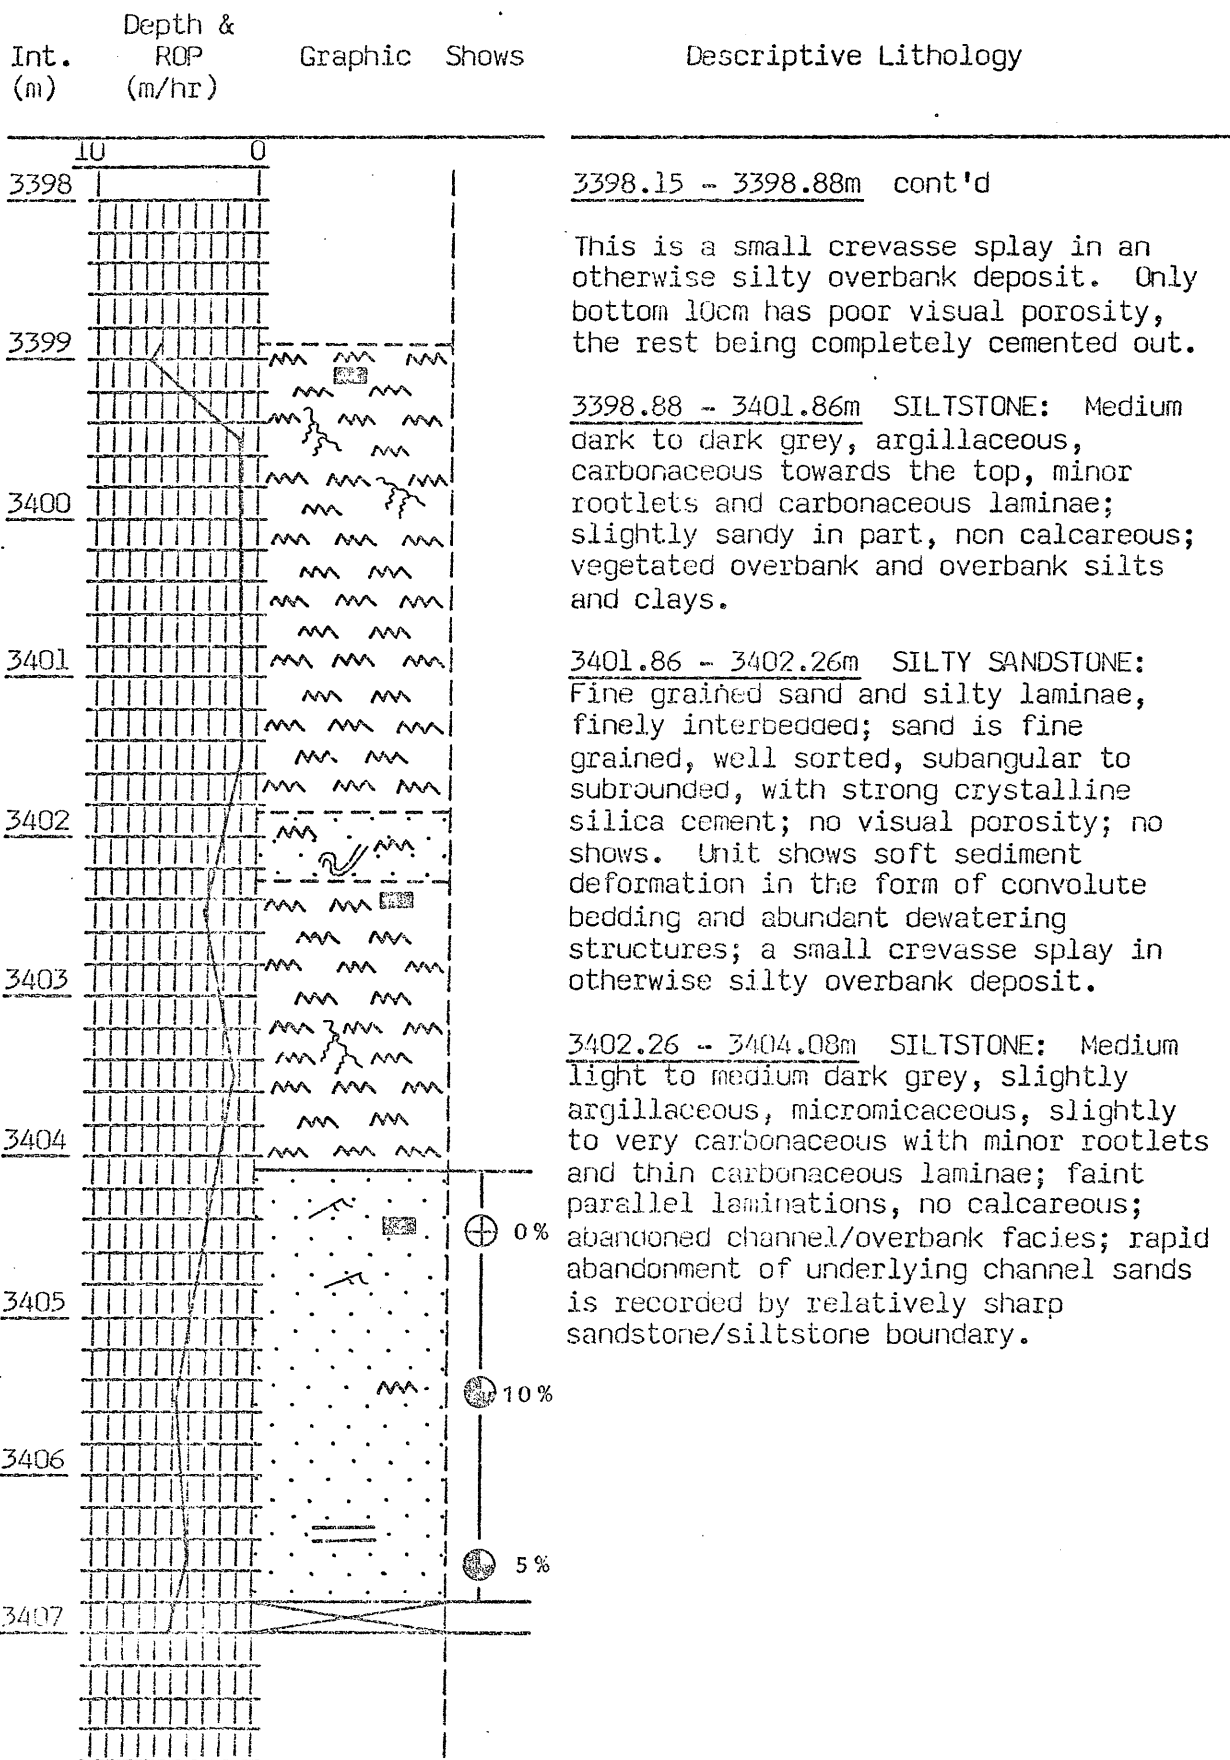 Depth &
Int. ROP Graphic Shows Descriptive Lithology
(m) (m/hr)
10 0
3398
3399
3400
3401
3402
3403
3404
3405
3406
3407
0%
10%
5%
3398.15 - 3398.88m cont'd
This is a small crevasse splay in an
otherwise silty overbank deposit. Only
bottom 10cm has poor visual porosity,
the rest being completely cemented out.
3398.88 - 3401.86m SILTSTONE: Medium
dark to dark grey, argillaceous,
carbonaceous towards the top, minor
rootlets and carbonaceous laminae;
slightly sandy in part, non calcareous;
vegetated overbank and overbank silts
and clays.
3401.86 - 3402.26m SILTY SANDSTONE:
Fine grained sand and silty laminae,
finely interbedded; sand is fine
grained, well sorted, subangular to
subrounded, with strong crystalline
silica cement; no visual porosity; no
shows. Unit shows soft sediment
deformation in the form of convolute
bedding and abundant dewatering
structures; a small crevasse splay in
otherwise silty overbank deposit.
3402.26 - 3404.08m SILTSTONE: Medium
light to medium dark grey, slightly
argillaceous, micromicaceous, slightly
to very carbonaceous with minor rootlets
and thin carbonaceous laminae; faint
parallel laminations, no calcareous;
abandoned channel/overbank facies; rapid
abandonment of underlying channel sands
is recorded by relatively sharp
sandstone/siltstone boundary.